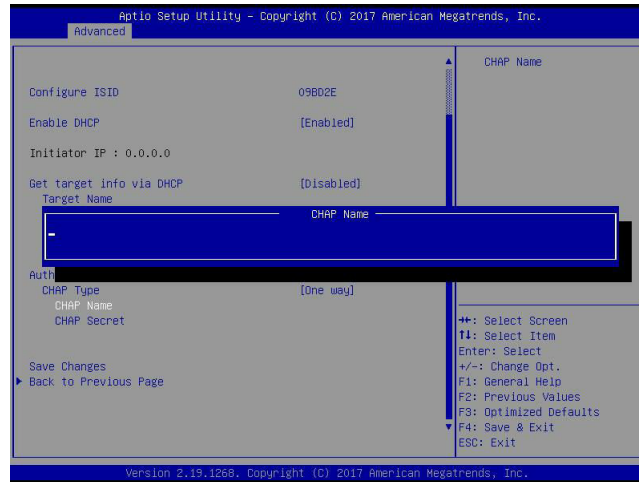 Aptio Setup Utility – Copyright (C) 2017 American Megatrends, Inc.
Advanced
CHAP Name
Configure ISID 09BD2E
Enable DHCP [Enabled]
Initiator IP : 0.0.0.0
Get target info via DHCP [Disabled]
Target Name
CHAP Name
Auth
CHAP Type [One way]
CHAP Name
CHAP Secret
Save Changes
Back to Previous Page
→←: Select Screen
↑↓: Select Item
Enter: Select
+/-: Change Opt.
F1: General Help
F2: Previous Values
F3: Optimized Defaults
F4: Save & Exit
ESC: Exit
Version 2.19.1268. Copyright (C) 2017 American Megatrends, Inc.